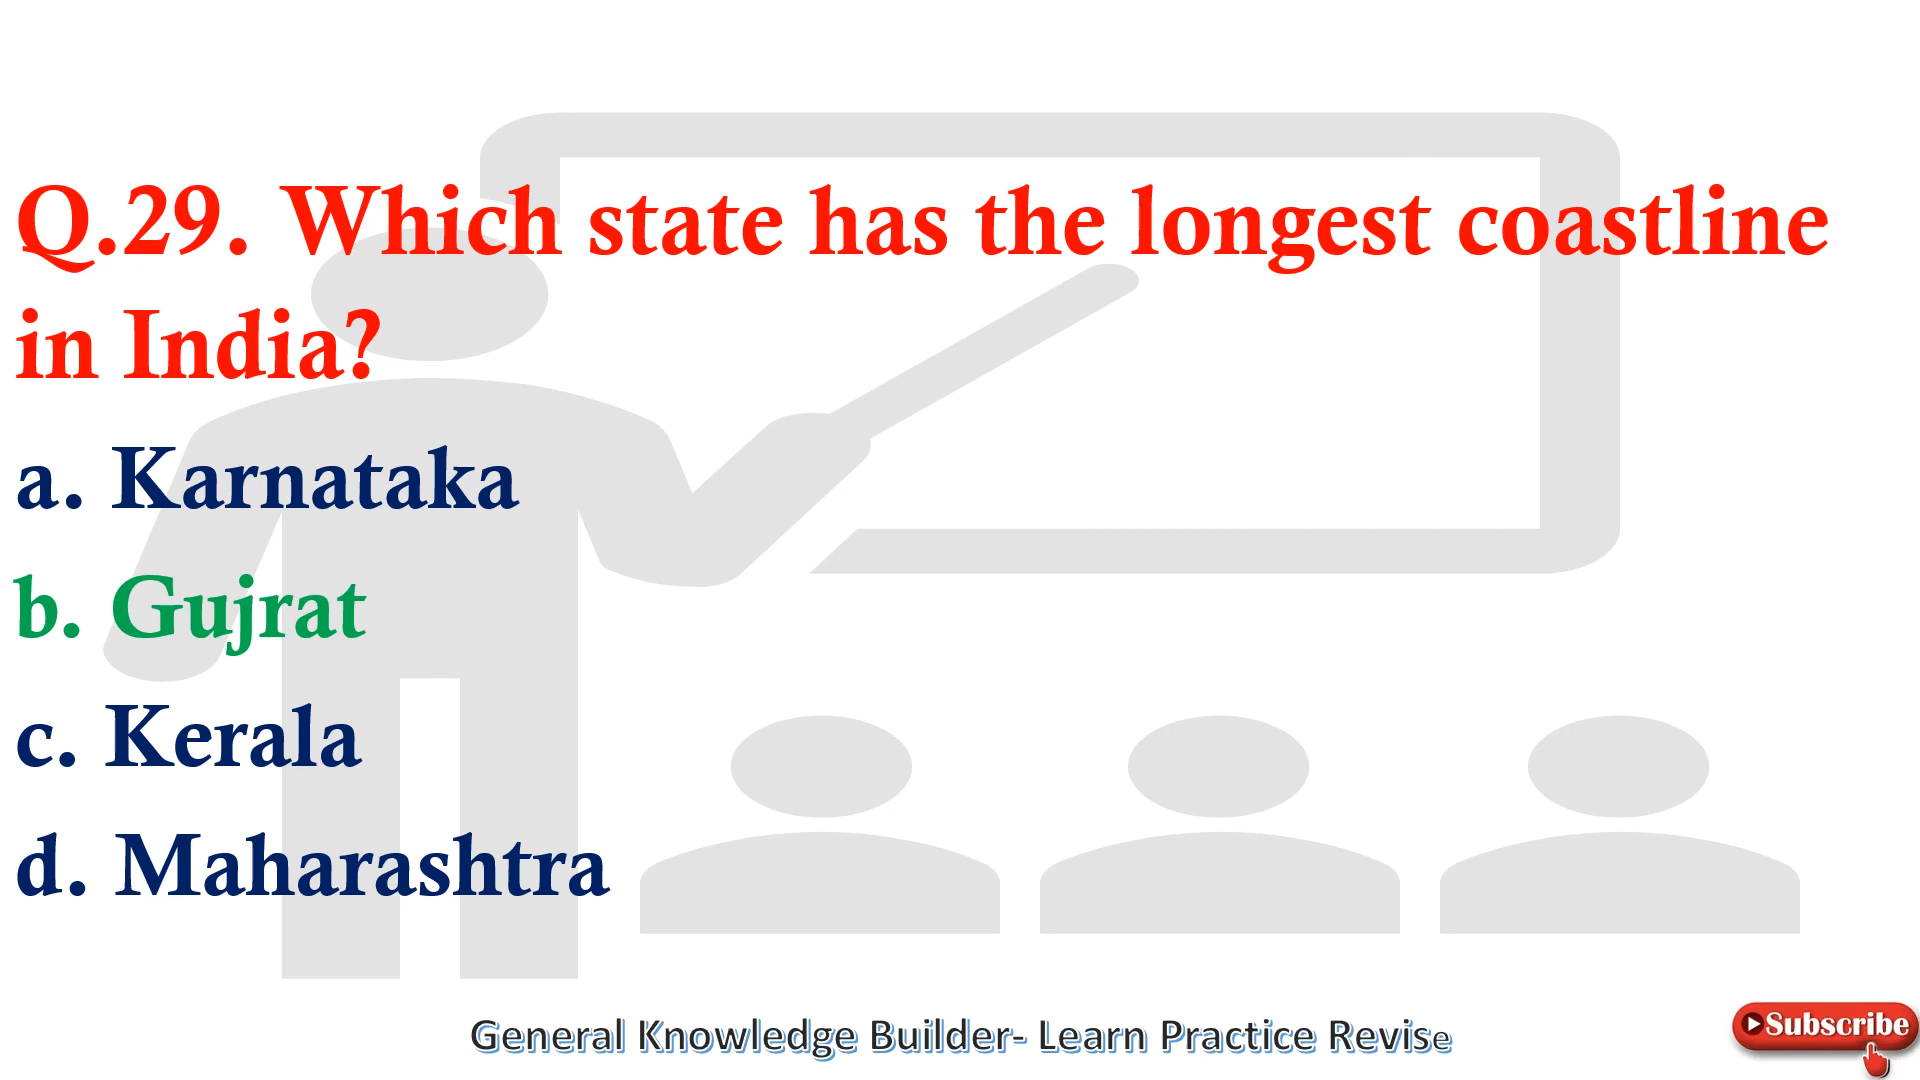 Q.29. Which state has the longest coastline
in India?
a. Karnataka
b. Gujrat
c. Kerala
d. Maharashtra
General Knowledge Builder- Learn Practice Revise
Subscribe